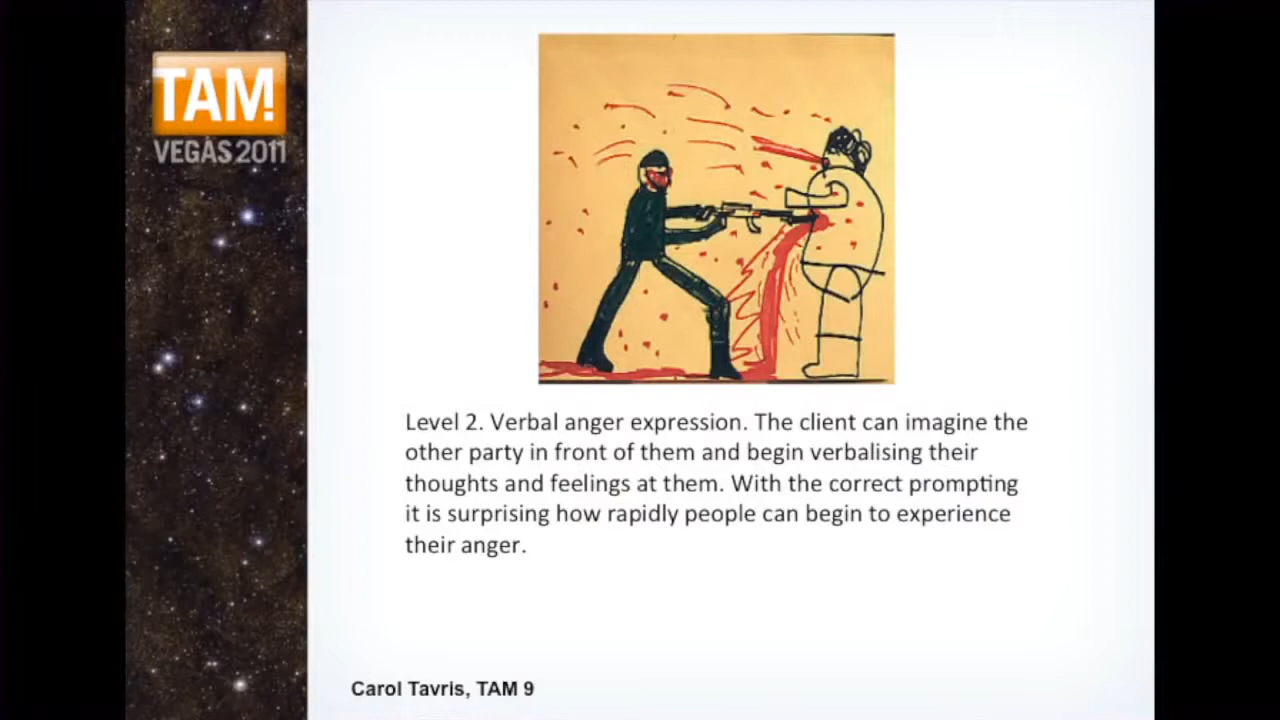 TAM!
VEGAS 2011
Level 2. Verbal anger expression. The client can imagine the
other party in front of them and begin verbalising their
thoughts and feelings at them. With the correct prompting
it is surprising how rapidly people can begin to experience
their anger.
Carol Tavris, TAM 9